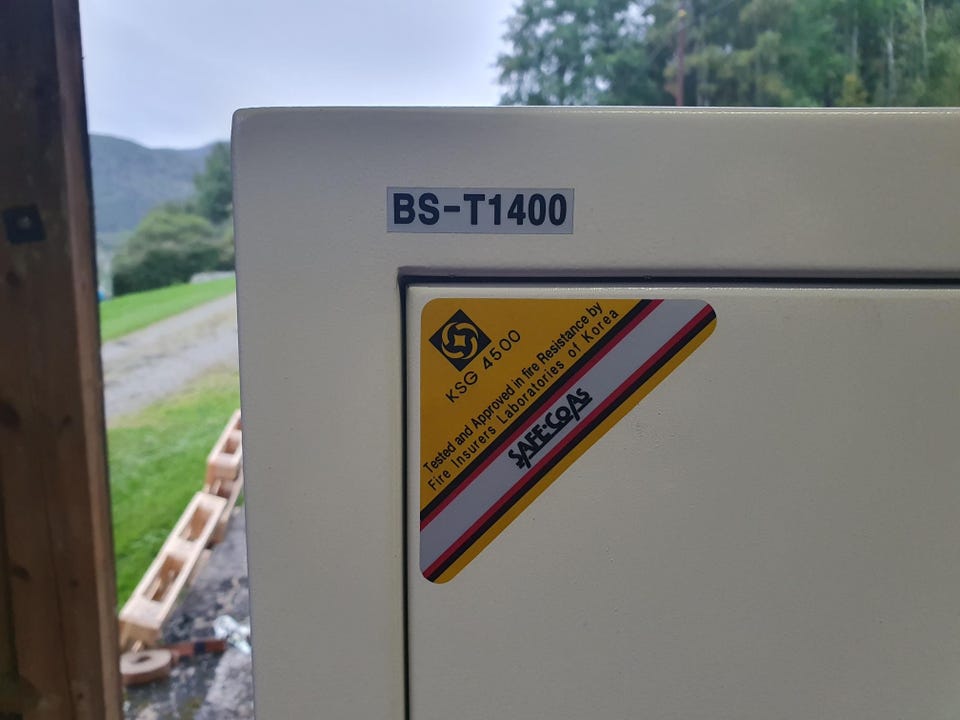 BS-T1400
KSG 4500
Tested and Approved in fire Resistance by
Fire Insurers Laboratories of Korea
SAFE-CoAs